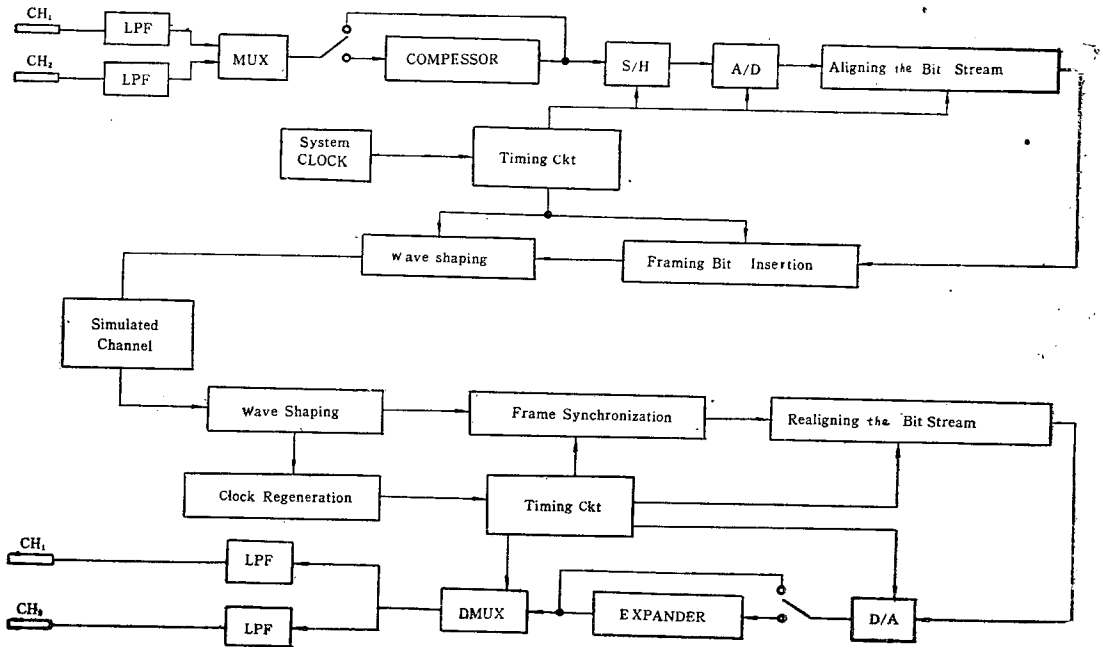 CH₁
LPF
CH₂
LPF
MUX
COMPESSOR
S/H
A/D
Aligning the Bit Stream
System
CLOCK
Timing Ckt
Wave shaping
Framing Bit Insertion
Simulated
Channel
Wave Shaping
Frame Synchronization
Realigning the Bit Stream
Clock Regeneration
Timing Ckt
CH₁
LPF
CH₂
LPF
DMUX
EXPANDER
D/A